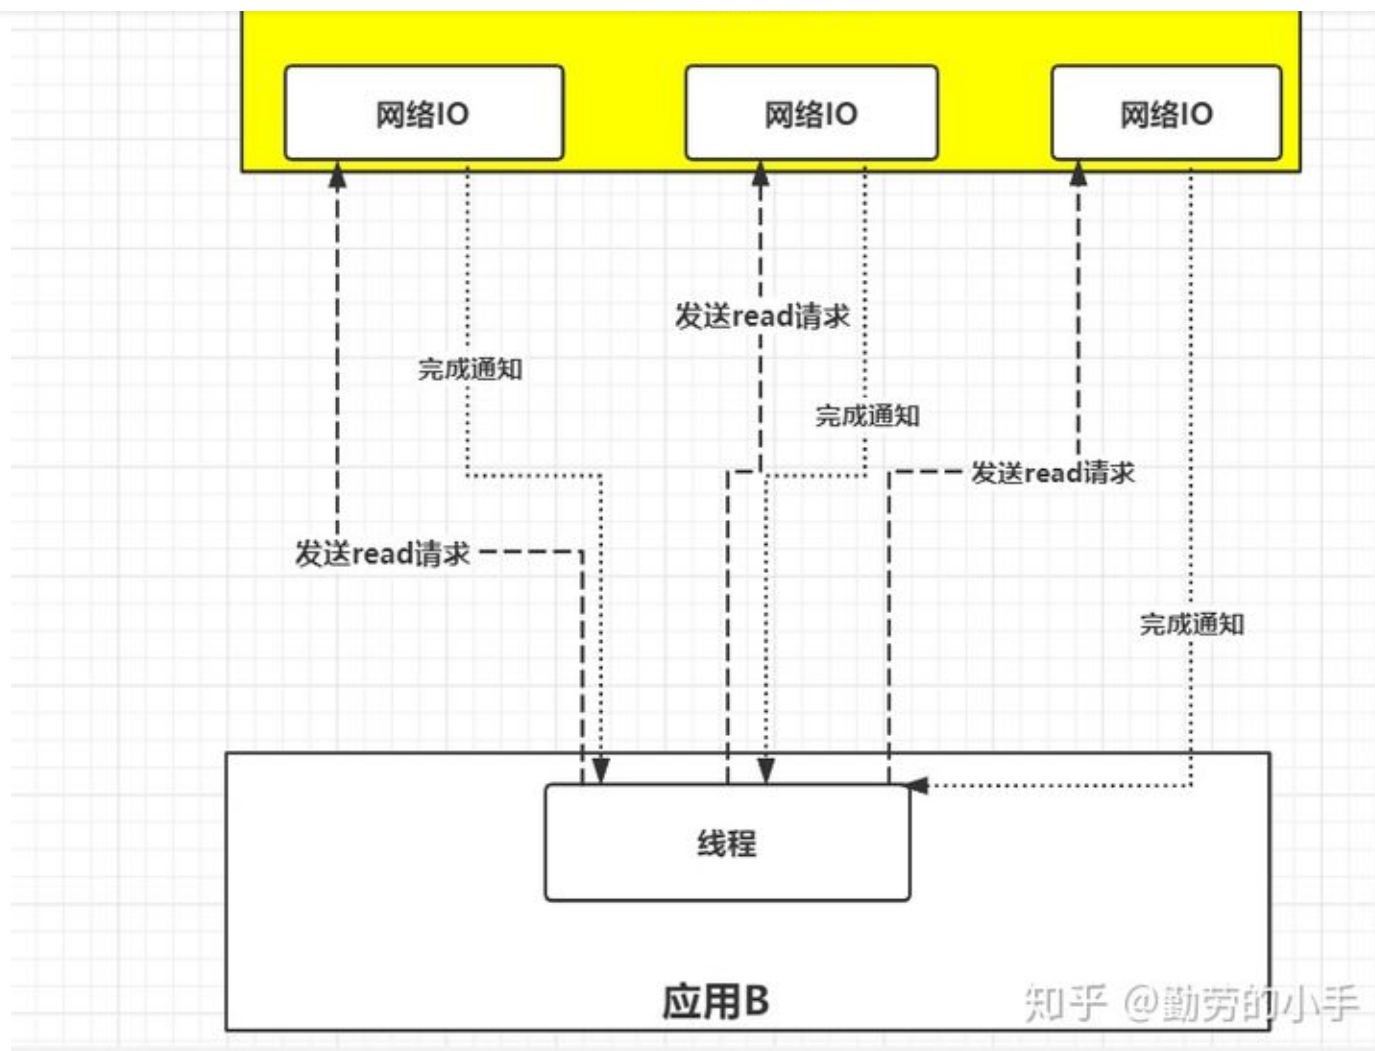 网络IO
网络IO
网络IO
发送read请求
完成通知
完成通知
发送read请求
发送read请求
完成通知
线程
应用B
知乎 @勤劳的小手